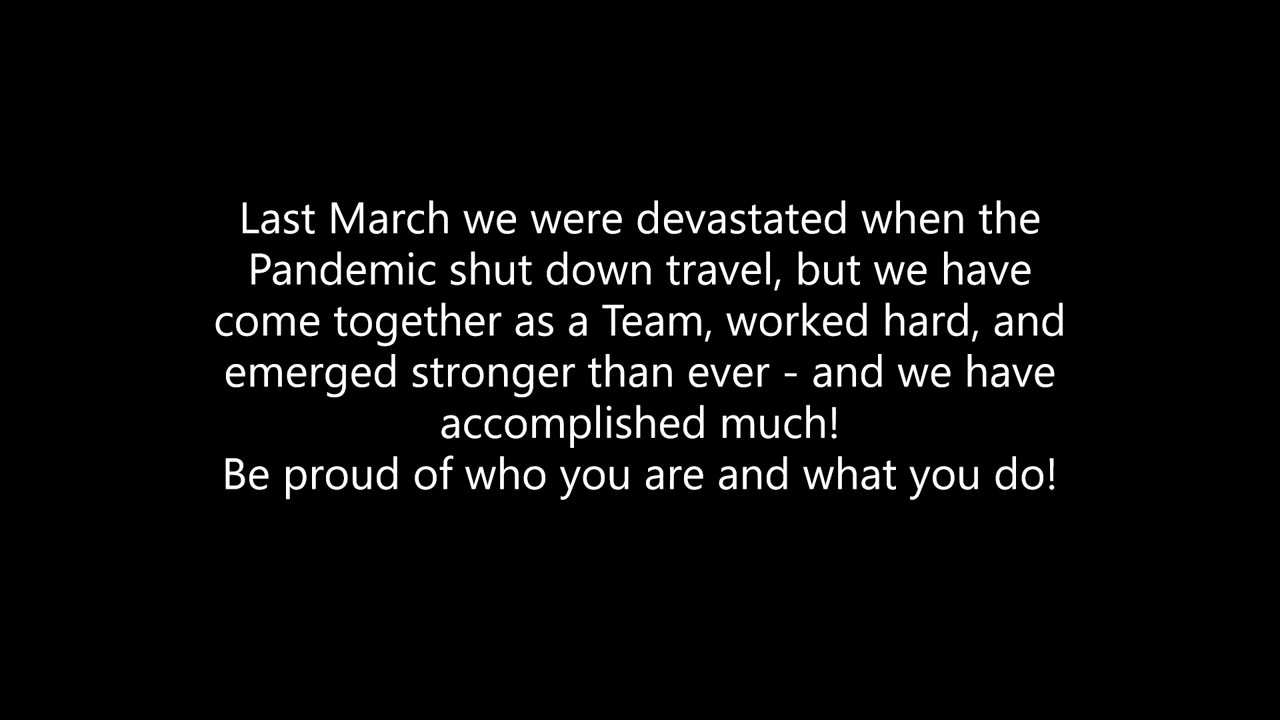 Last March we were devastated when the
Pandemic shut down travel, but we have
come together as a Team, worked hard, and
emerged stronger than ever - and we have
accomplished much!
Be proud of who you are and what you do!